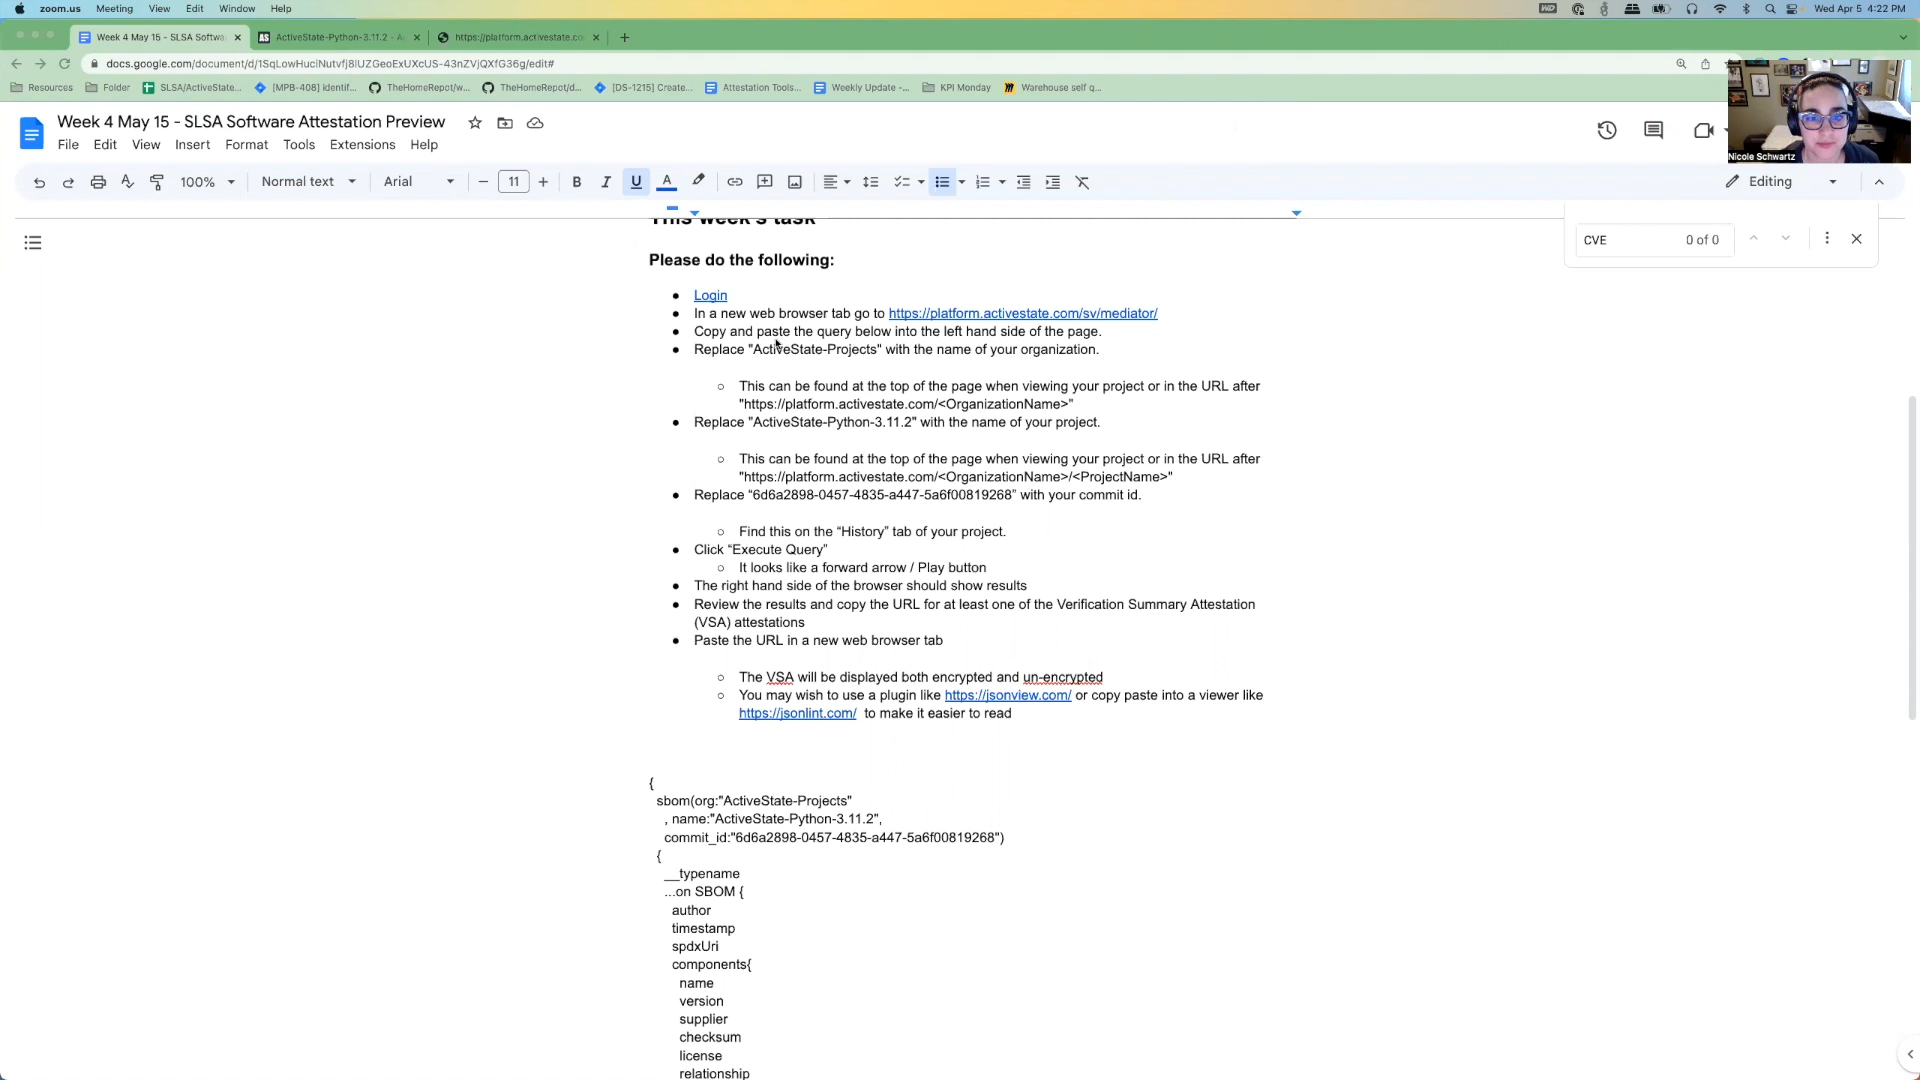 zoom.us Meeting View Edit Window Help Wed Apr 5 4:22 PM
Week 4 May 15 - SLSA Softwa ActiveState-Python-3.11.2 - A https://platform.activestate.co
docs.google.com/document/d/1SqLowHuciNutvfj8lUZGeoExUXcUS-43nZVjQXfG36g/edit#
Resources Folder SLSA/ActiveState... [MPB-408] Identif... TheHomeRepot/w... TheHomeRepot/d... [DS-1215] Create... Attestation Tools... Weekly Update -... KPI Monday Warehouse self q...
Week 4 May 15 - SLSA Software Attestation Preview
File Edit View Insert Format Tools Extensions Help
Nicole Schwartz
100% Normal text Arial 11 Editing
This week's task
CVE 0 of 0
Please do the following:
● Login
● In a new web browser tab go to https://platform.activestate.com/sv/mediator/
● Copy and paste the query below into the left hand side of the page.
● Replace "ActiveState-Projects" with the name of your organization.
○ This can be found at the top of the page when viewing your project or in the URL after
"https://platform.activestate.com/<OrganizationName>"
● Replace "ActiveState-Python-3.11.2" with the name of your project.
○ This can be found at the top of the page when viewing your project or in the URL after
"https://platform.activestate.com/<OrganizationName>/<ProjectName>"
● Replace “6d6a2898-0457-4835-a447-5a6f00819268” with your commit id.
○ Find this on the “History” tab of your project.
● Click “Execute Query”
○ It looks like a forward arrow / Play button
● The right hand side of the browser should show results
● Review the results and copy the URL for at least one of the Verification Summary Attestation
(VSA) attestations
● Paste the URL in a new web browser tab
○ The VSA will be displayed both encrypted and un-encrypted
○ You may wish to use a plugin like https://jsonview.com/ or copy paste into a viewer like
https://jsonlint.com/ to make it easier to read
{
sbom(org:"ActiveState-Projects"
, name:"ActiveState-Python-3.11.2",
commit_id:"6d6a2898-0457-4835-a447-5a6f00819268")
{
__typename
...on SBOM {
author
timestamp
spdxUri
components{
name
version
supplier
checksum
license
relationship